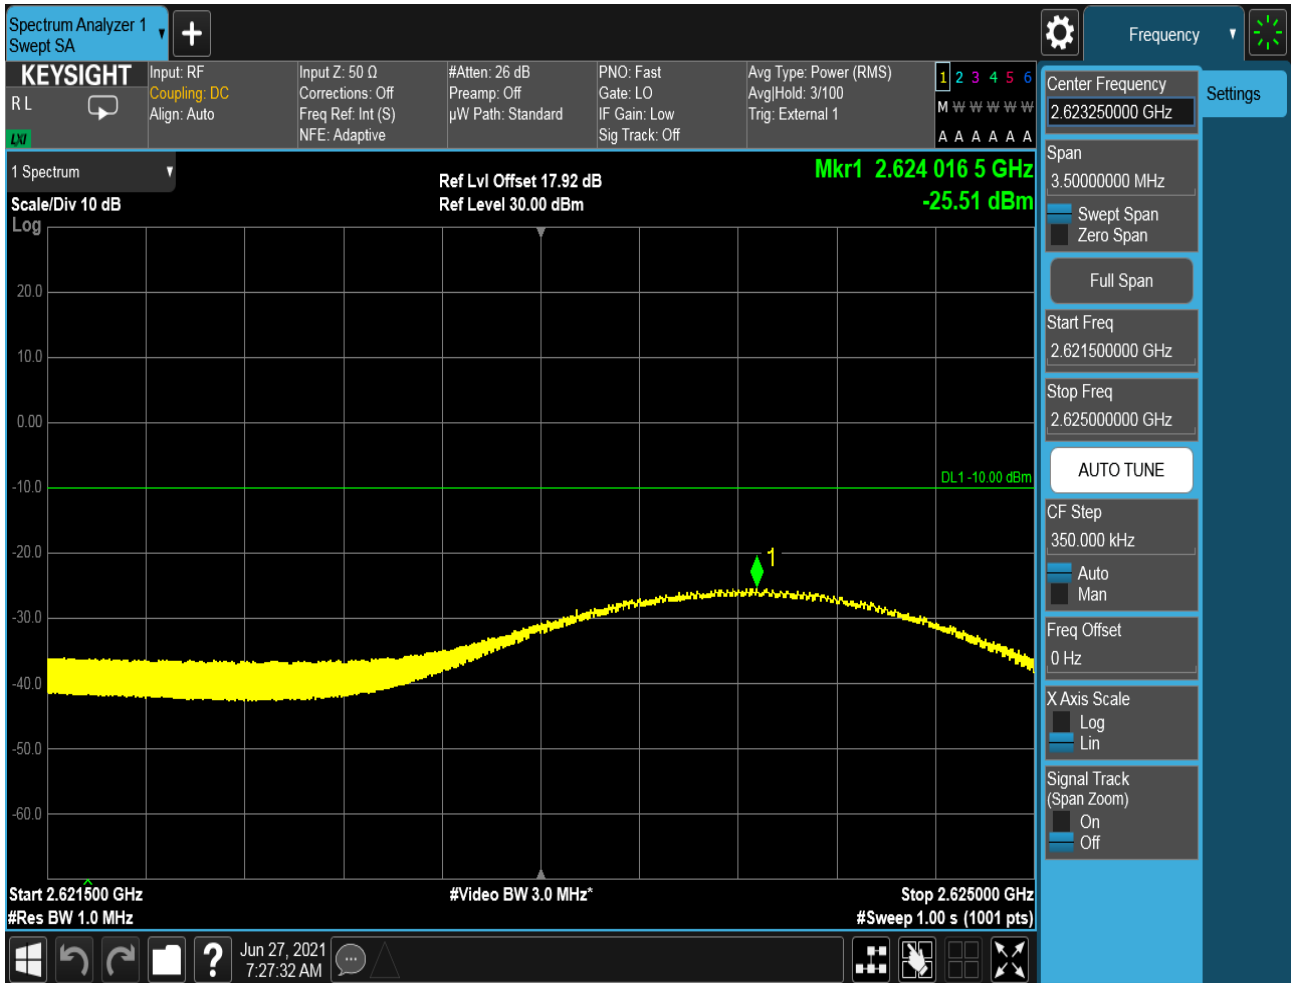 Spectrum Analyzer 1
Swept SA
+
Frequency
KEYSIGHT
R L
LXI
Input: RF
Coupling: DC
Align: Auto
Input Z: 50 Ω
Corrections: Off
Freq Ref: Int (S)
NFE: Adaptive
#Atten: 26 dB
Preamp: Off
µW Path: Standard
PNO: Fast
Gate: LO
IF Gain: Low
Sig Track: Off
Avg Type: Power (RMS)
Avg|Hold: 3/100
Trig: External 1
1 2 3 4 5 6
M W W W W W
A A A A A A
1 Spectrum
Scale/Div 10 dB
Log
Ref Lvl Offset 17.92 dB
Ref Level 30.00 dBm
Mkr1 2.624 016 5 GHz
-25.51 dBm
20.0
10.0
0.00
-10.0
-20.0
-30.0
-40.0
-50.0
-60.0
DL1 -10.00 dBm
1
Start 2.621500 GHz
#Res BW 1.0 MHz
#Video BW 3.0 MHz*
Stop 2.625000 GHz
#Sweep 1.00 s (1001 pts)
Center Frequency
2.623250000 GHz
Span
3.50000000 MHz
Swept Span
Zero Span
Full Span
Start Freq
2.621500000 GHz
Stop Freq
2.625000000 GHz
AUTO TUNE
CF Step
350.000 kHz
Auto
Man
Freq Offset
0 Hz
X Axis Scale
Log
Lin
Signal Track
(Span Zoom)
On
Off
Settings
?
Jun 27, 2021
7:27:32 AM